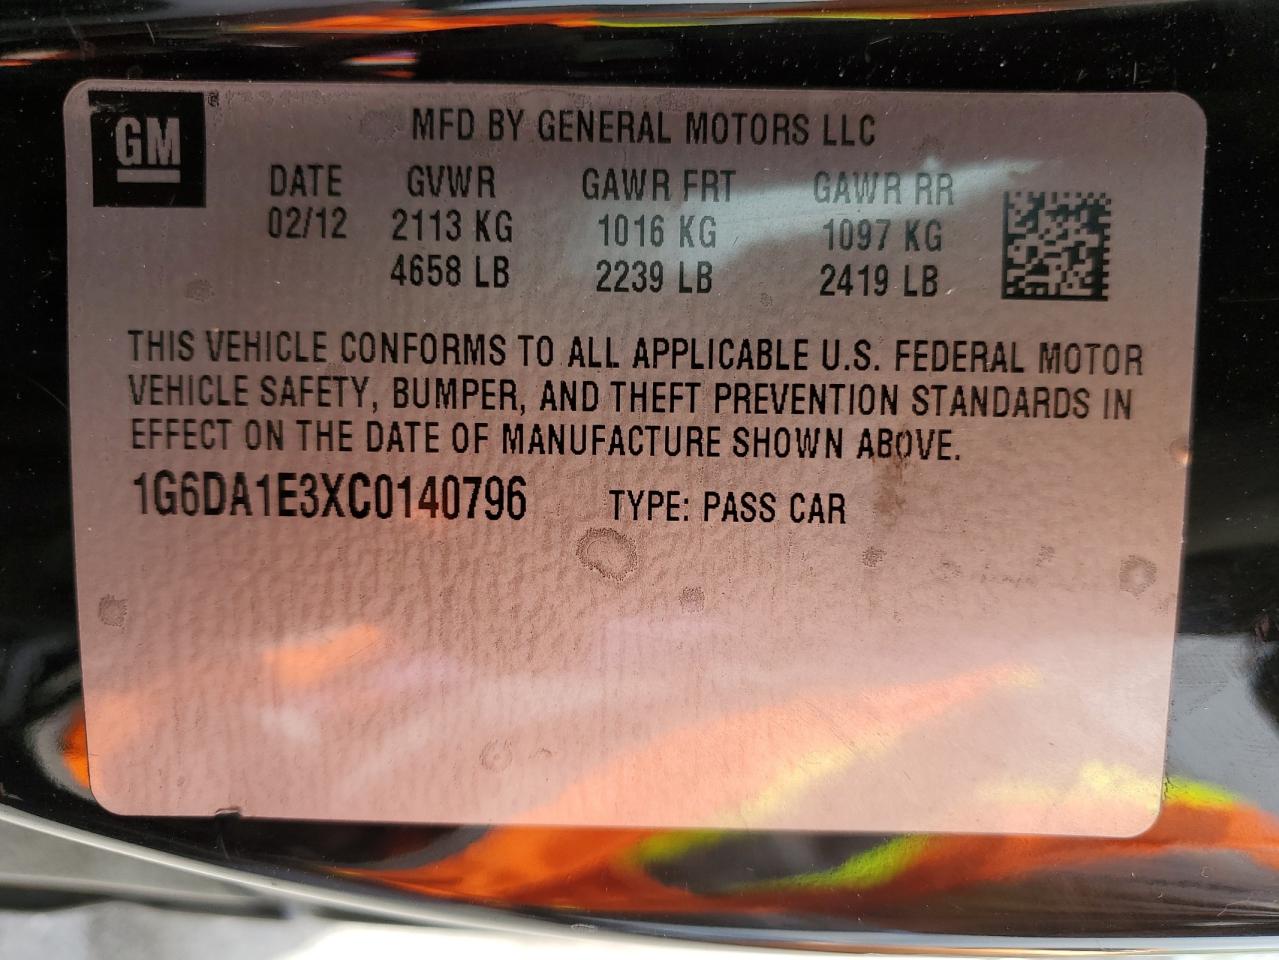 GM
MFD BY GENERAL MOTORS LLC
DATE GVWR GAWR FRT GAWR RR
02/12 2113 KG 1016 KG 1097 KG
4658 LB 2239 LB 2419 LB
THIS VEHICLE CONFORMS TO ALL APPLICABLE U.S. FEDERAL MOTOR
VEHICLE SAFETY, BUMPER, AND THEFT PREVENTION STANDARDS IN
EFFECT ON THE DATE OF MANUFACTURE SHOWN ABOVE.
1G6DA1E3XC0140796 TYPE: PASS CAR